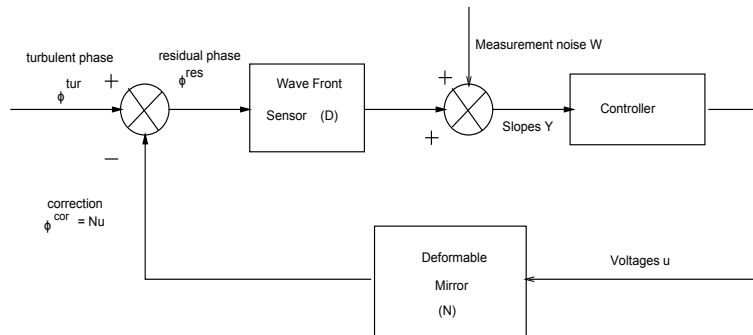 turbulent phase
ϕ tur
+
−
residual phase
ϕ res
Wave Front
Sensor (D)
Measurement noise W
+
+
Slopes Y
Controller
correction
ϕ cor = Nu
Deformable
Mirror
(N)
Voltages u